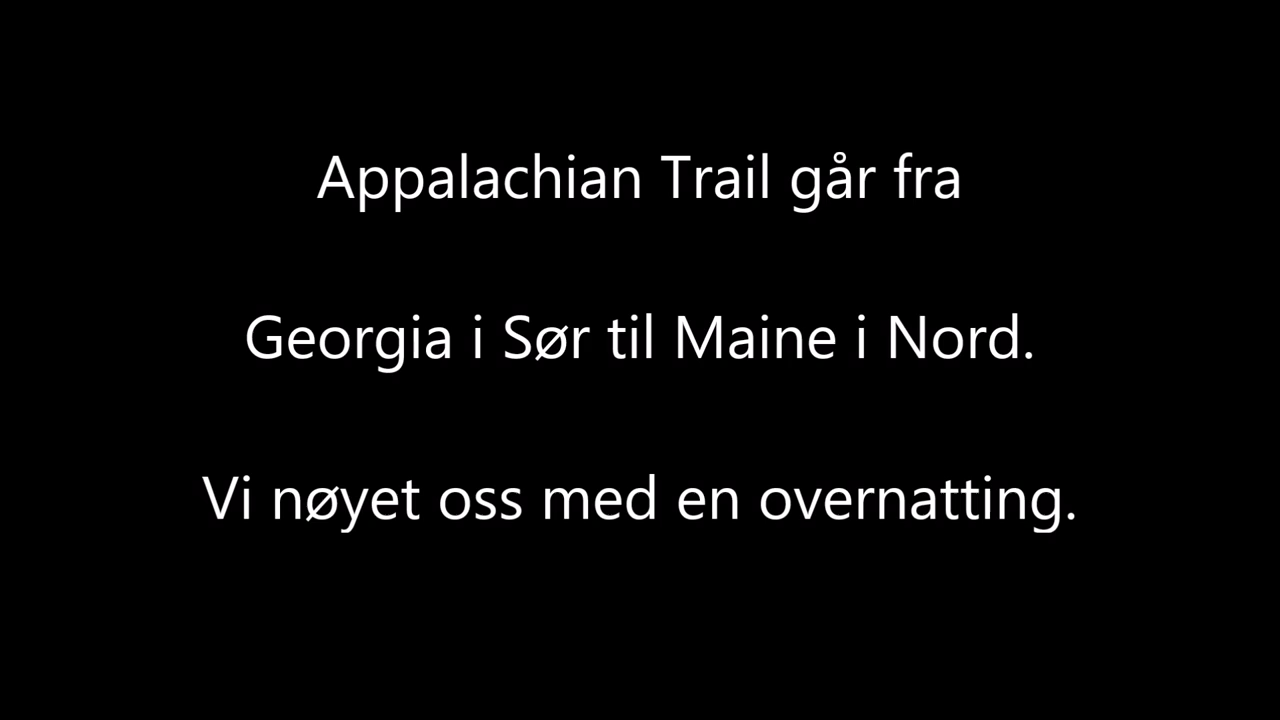 Appalachian Trail går fra
Georgia i Sør til Maine i Nord.
Vi nøyet oss med en overnatting.